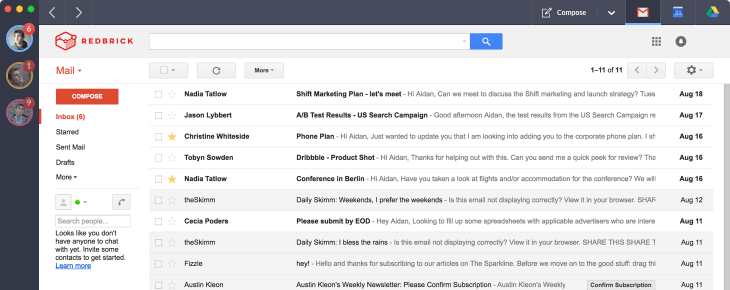 6
Compose
31
1
REDBRICK
9
Mail
More
1–11 of 11
COMPOSE
Nadia Tatlow Shift Marketing Plan - let's meet - Hi Aidan, Can we meet to discuss the Shift marketing and launch strategy? Tues Aug 18
Inbox (6)
Jason Lybbert A/B Test Results - US Search Campaign - Good afternoon Aidan, the test results from the US Search Campaign Aug 17
Starred
Christine Whiteside Phone Plan - Hi Aidan, Just wanted to update you that I am looking into adding you to the corporate phone plan. I sh Aug 16
Sent Mail
Tobyn Sowden Dribbble - Product Shot - Hi Aidan, Thanks for helping out with this. Can you send me a quick peek for review? Tha Aug 16
Drafts
Nadia Tatlow Conference in Berlin - Hi Aidan, Have you taken a look at flights and/or accommodation for the conference? We will Aug 16
More
theSkimm Daily Skimm: Weekends, I prefer the weekends - Is this email not displaying correctly? View it in your browser. SHAR Aug 12
Search people...
Cecia Poders Please submit by EOD - Hey Aidan, Looking to fill up some spreadsheets with applicable advertisers who are intere Aug 11
Looks like you don't
have anyone to chat
with yet. Invite some
contacts to get started.
Learn more
theSkimm Daily Skimm: I bless the rains - Is this email not displaying correctly? View it in your browser. SHARE THIS SHARE T Aug 11
Fizzle hey! - Hello and thanks for subscribing to our articles on The Sparkline. Before we move on to the good stuff: drag thi Aug 11
Austin Kleon Austin Kleon's Weekly Newsletter: Please Confirm Subscription - Austin Kleon's Weekly Newsletter Confirm Subscription Aug 11